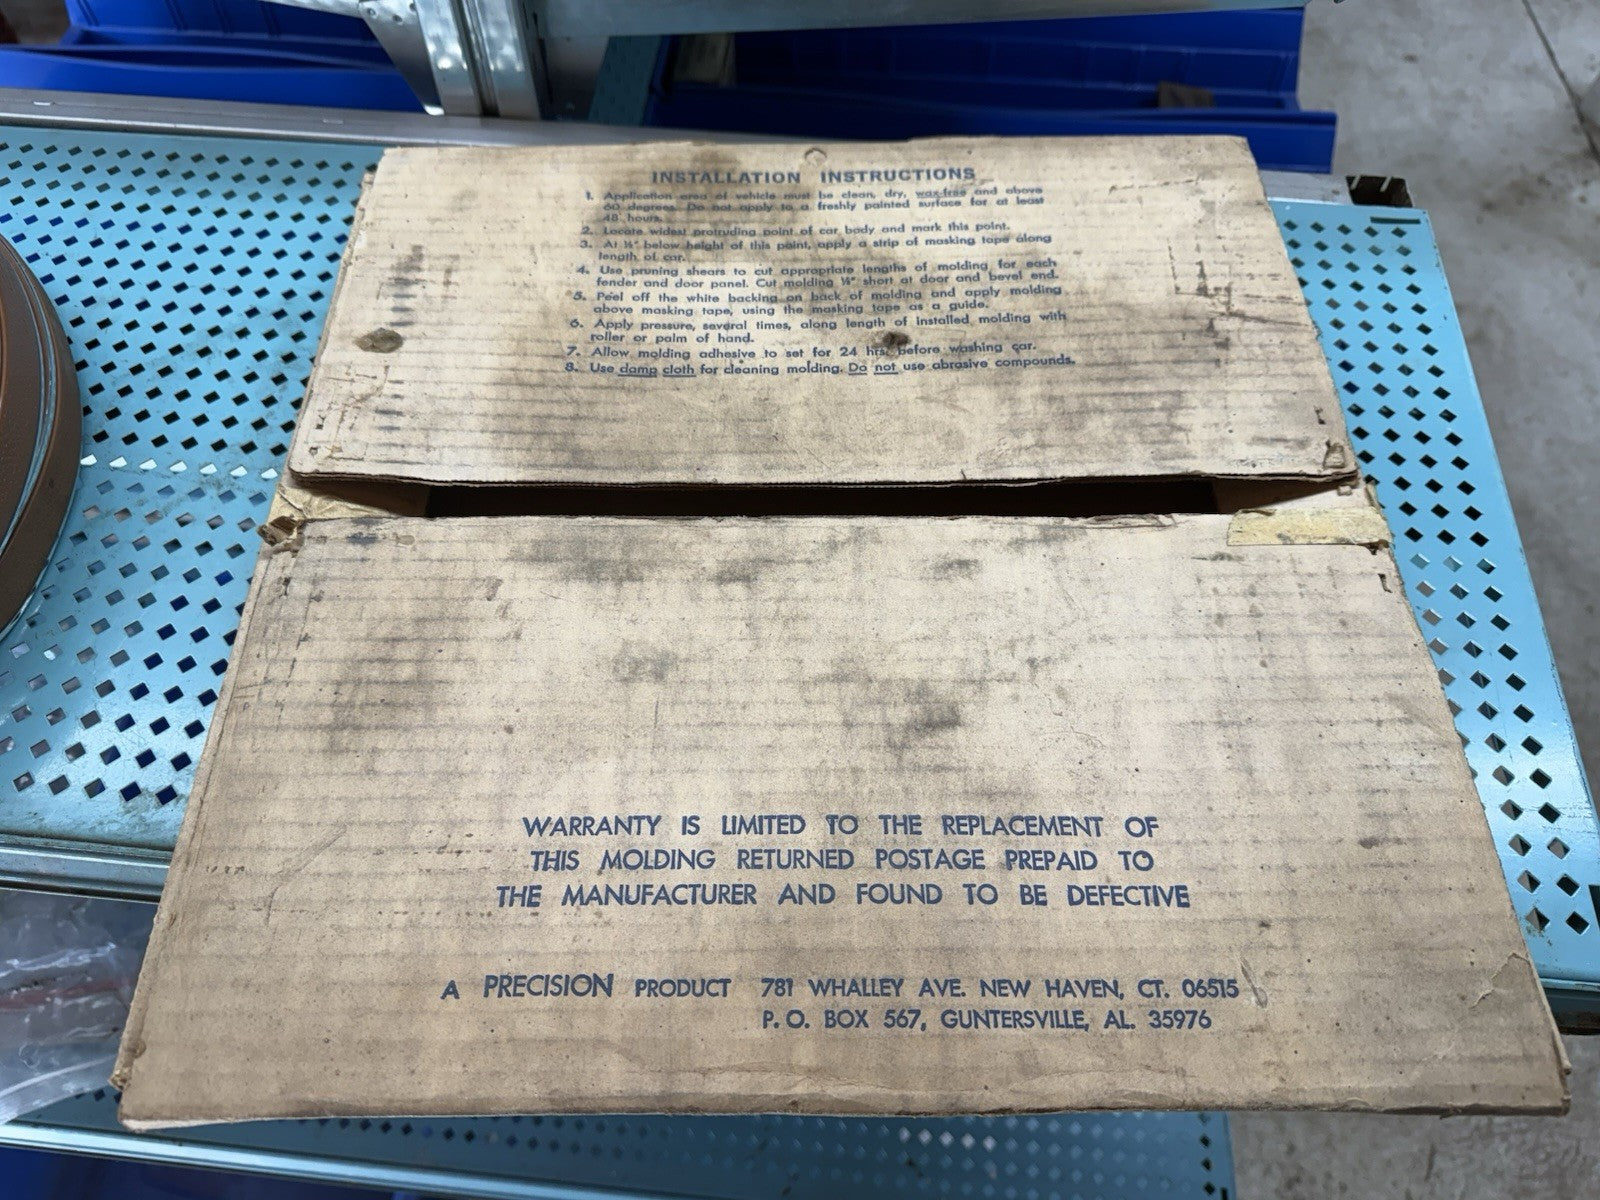 INSTALLATION INSTRUCTIONS
1. Application area of vehicle must be clean, dry, wax-free and above
60 degrees. Do not apply to a freshly painted surface for at least
48 hours.
2. Locate widest protruding point of car body and mark this point.
3. At ¼" below height of this point, apply a strip of masking tape along
length of car.
4. Use pruning shears to cut appropriate lengths of molding for each
fender and door panel. Cut molding ⅛" short at door and bevel end.
5. Peel off the white backing on back of molding and apply molding
above masking tape, using the masking tape as a guide.
6. Apply pressure, several times, along length of installed molding with
roller or palm of hand.
7. Allow molding adhesive to set for 24 hrs. before washing car.
8. Use damp cloth for cleaning molding. Do not use abrasive compounds.
WARRANTY IS LIMITED TO THE REPLACEMENT OF
THIS MOLDING RETURNED POSTAGE PREPAID TO
THE MANUFACTURER AND FOUND TO BE DEFECTIVE
A PRECISION PRODUCT 781 WHALLEY AVE. NEW HAVEN, CT. 06515
P. O. BOX 567, GUNTERSVILLE, AL. 35976